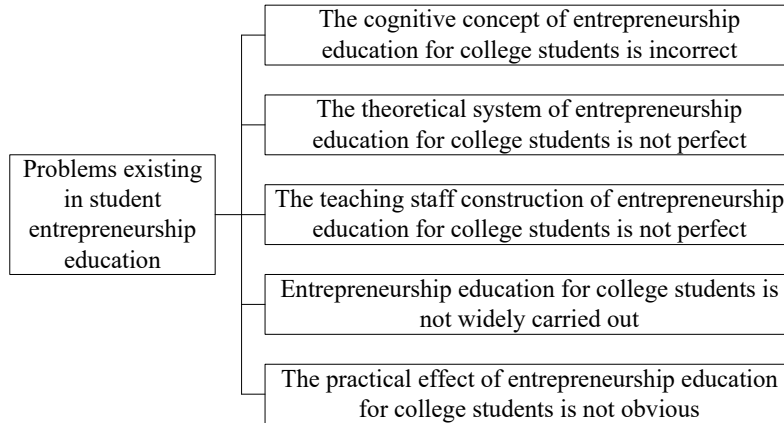 Problems existing
in student
entrepreneurship
education
The cognitive concept of entrepreneurship
education for college students is incorrect
The theoretical system of entrepreneurship
education for college students is not perfect
The teaching staff construction of entrepreneurship
education for college students is not perfect
Entrepreneurship education for college students is
not widely carried out
The practical effect of entrepreneurship education
for college students is not obvious